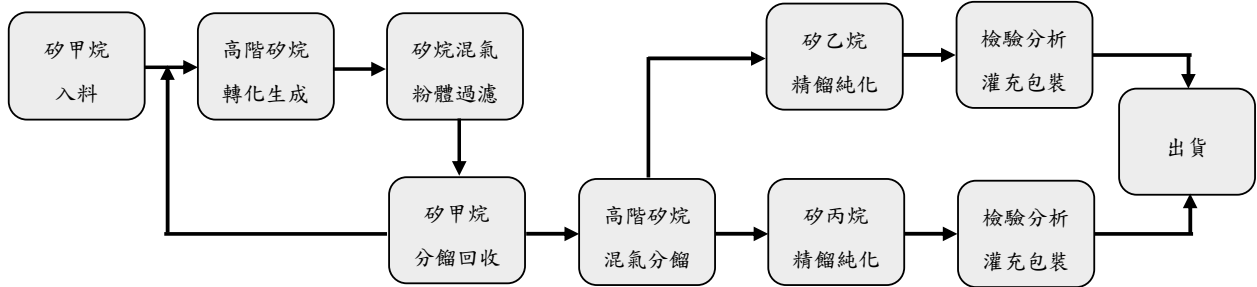 矽甲烷
入料
高階矽烷
轉化生成
矽烷混氣
粉體過濾
矽乙烷
精餾純化
檢驗分析
灌充包裝
出貨
矽甲烷
分餾回收
高階矽烷
混氣分餾
矽丙烷
精餾純化
檢驗分析
灌充包裝